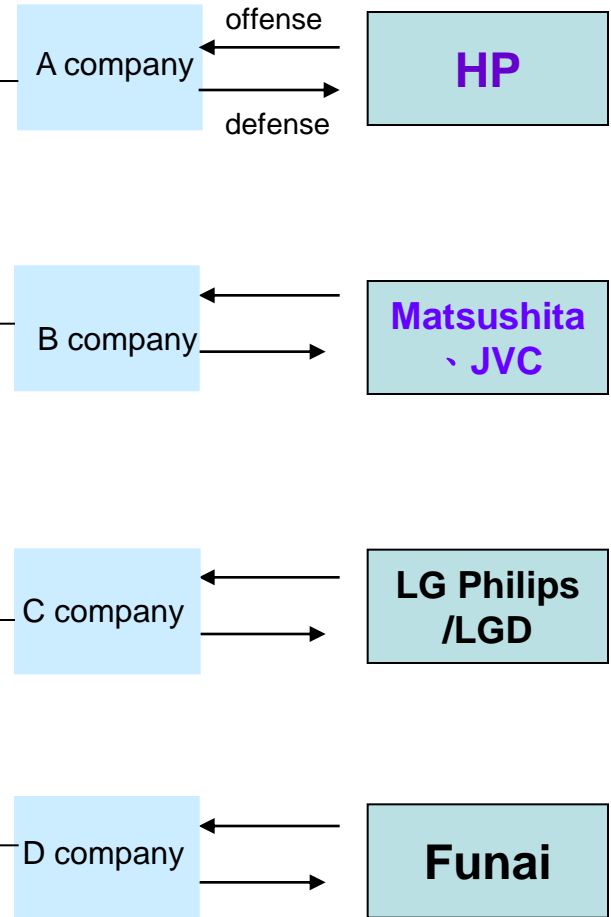 offense
A company
HP
defense
B company
Matsushita
、JVC
C company
LG Philips
/LGD
D company
Funai